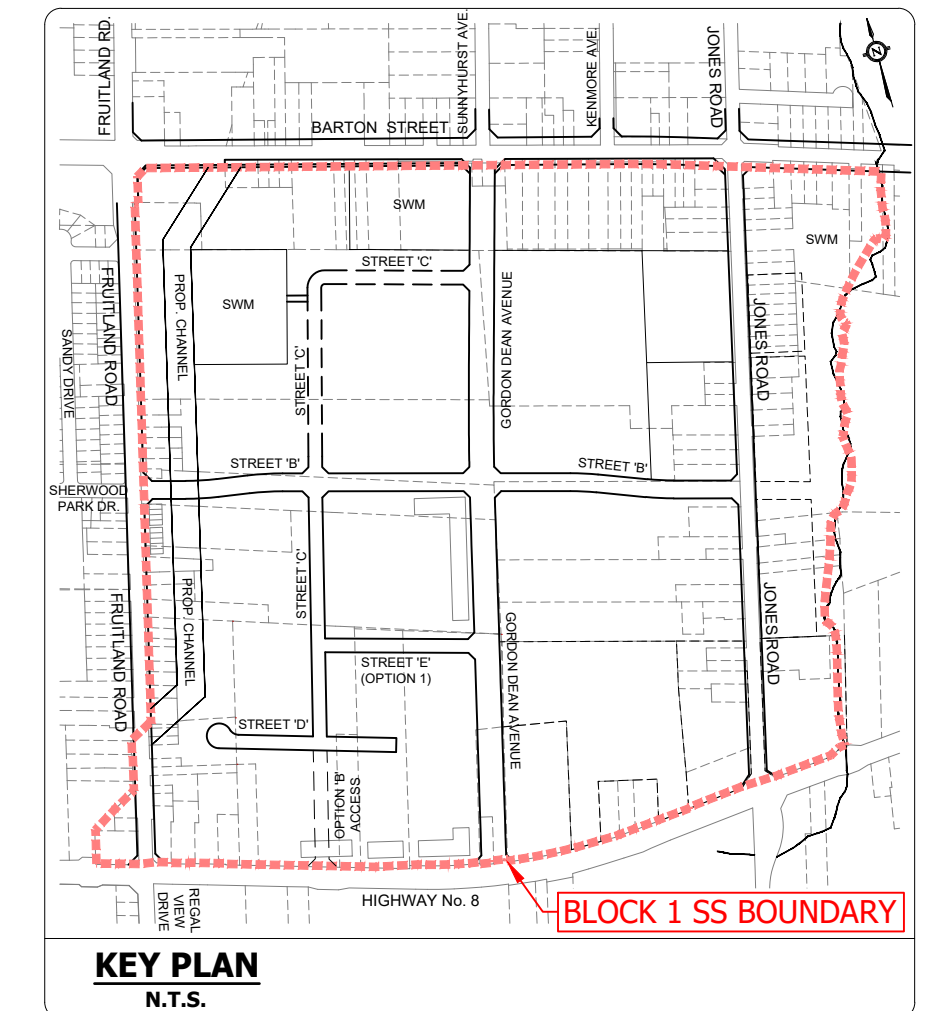 FRUITLAND RD.
SUNNYHURST AVE.
KENMORE AVE.
JONES ROAD
Z
BARTON STREET
SWM
SWM
STREET 'C'
FRUITLAND ROAD
SANDY DRIVE
PROP. CHANNEL
SWM
STREET 'C'
GORDON DEAN AVENUE
JONES ROAD
STREET 'B'
STREET 'B'
SHERWOOD
PARK DR.
STREET 'C'
FRUITLAND ROAD
PROP. CHANNEL
GORDON DEAN AVENUE
JONES ROAD
STREET 'E'
(OPTION 1)
STREET 'D'
OPTION 'B'
ACCESS
REGAL
VIEW
DRIVE
HIGHWAY No. 8
BLOCK 1 SS BOUNDARY
KEY PLAN
N.T.S.